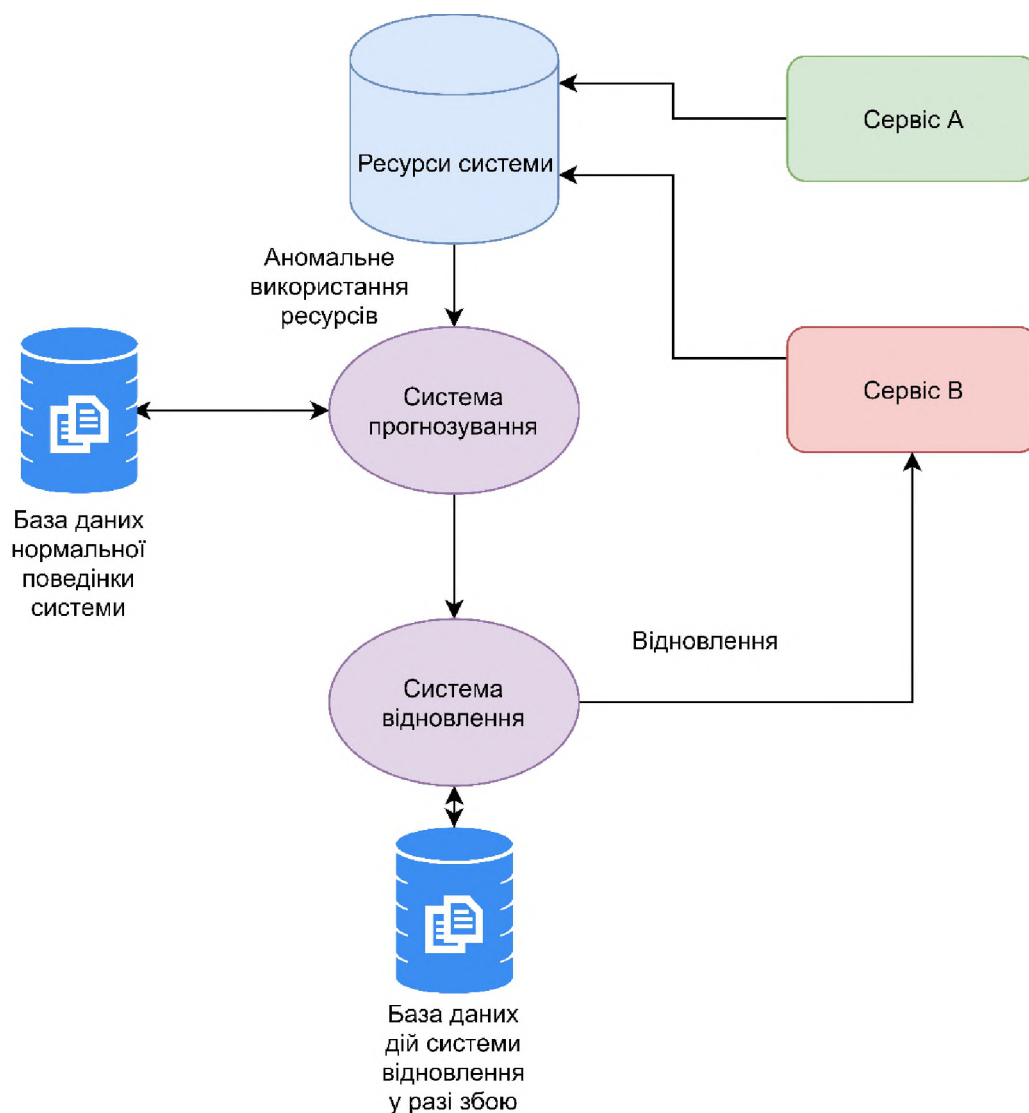 Ресурси системи
Сервіс А
Аномальне
використання
ресурсів
Сервіс В
Система
прогнозування
База даних
нормальної
поведінки
системи
Відновлення
Система
відновлення
База даних
дій системи
відновлення
у разі збою